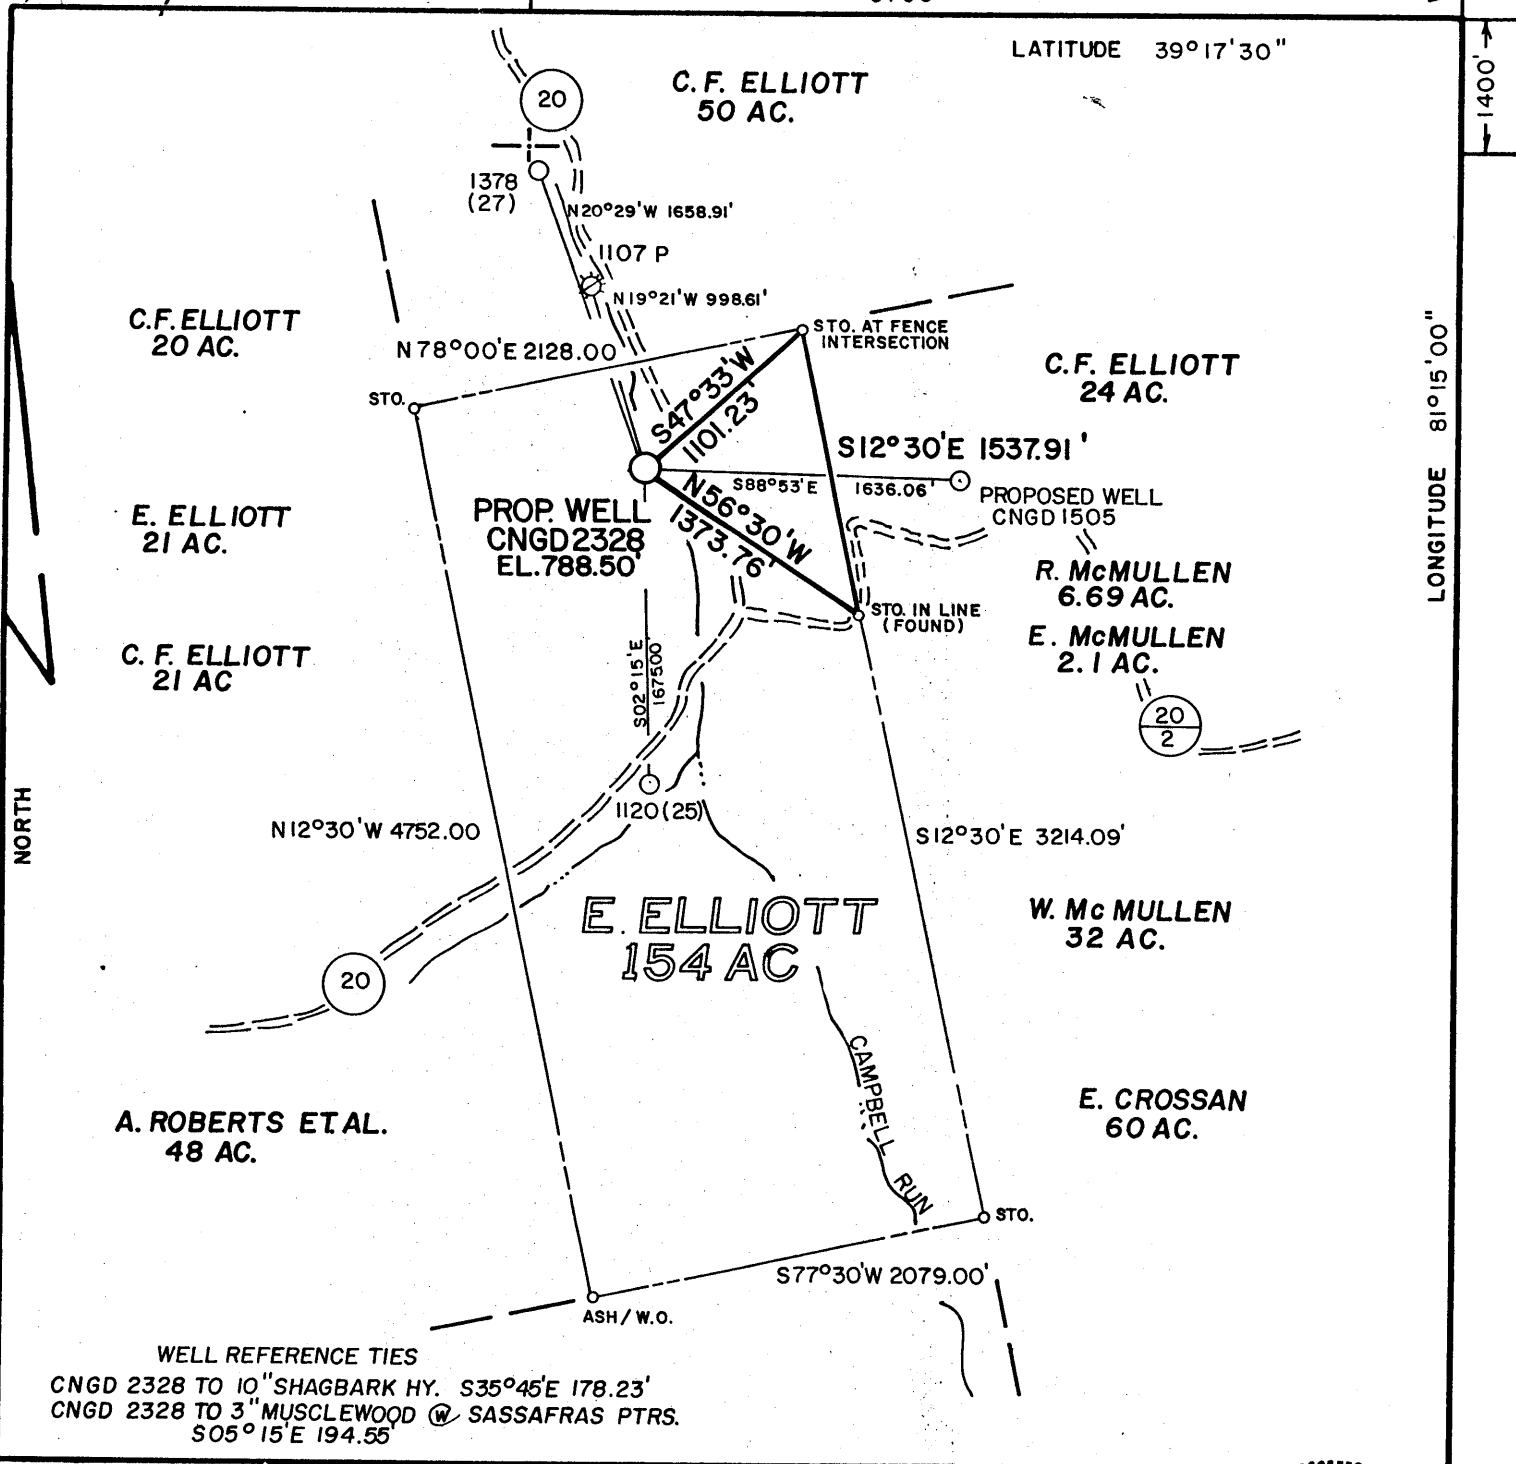 LATITUDE 39°17'30"
1400'
C. F. ELLIOTT
50 AC.
20
1378
(27)
N20°29'W 1658.91'
1107 P
N19°21'W 998.61'
C.F. ELLIOTT
20 AC.
N78°00'E 2128.00
STO. AT FENCE
INTERSECTION
STO.
S47°33'W
1101.23'
C.F. ELLIOTT
24 AC.
LONGITUDE 81°15'00"
S12°30'E 1537.91'
S88°53'E 1636.06'
PROPOSED WELL
CNGD 1505
E. ELLIOTT
21 AC.
PROP. WELL
CNGD 2328
EL. 788.50'
N56°30'W
1373.76'
R. McMULLEN
6.69 AC.
STO. IN LINE
(FOUND)
E. McMULLEN
2.1 AC.
C. F. ELLIOTT
21 AC
S02°15'E
1675.00
20
2
1120 (25)
NORTH
N12°30'W 4752.00
S12°30'E 3214.09'
E. ELLIOTT
154 AC
W. McMULLEN
32 AC.
20
CAMPBELL RUN
A. ROBERTS ET.AL.
48 AC.
E. CROSSAN
60 AC.
STO.
S77°30'W 2079.00'
ASH / W.O.
WELL REFERENCE TIES
CNGD 2328 TO 10" SHAGBARK HY. S35°45'E 178.23'
CNGD 2328 TO 3" MUSCLEWOOD W SASSAFRAS PTRS.
S05°15'E 194.55'